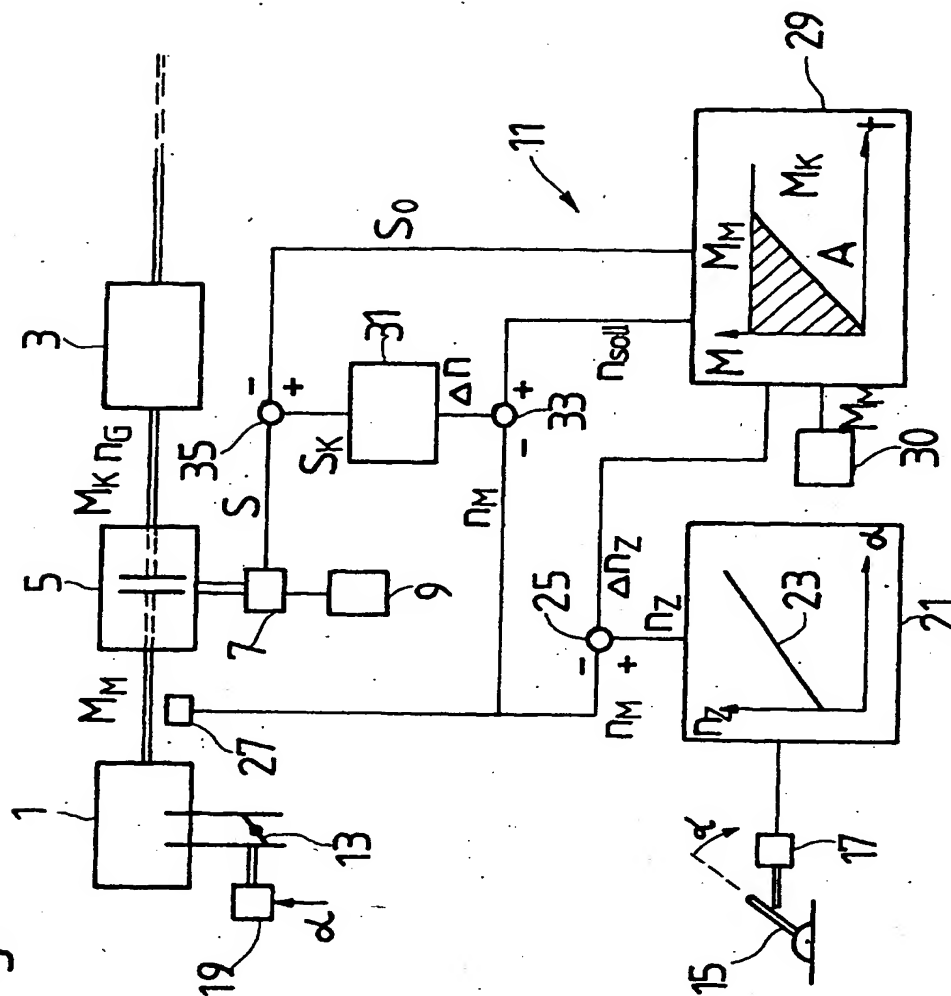 1
M_M
5
M_K n_G
3
13
19
α
27
7
9
S
35
-
+
S_K
31
Δn
S_0
11
n_M
-
+
33
n_soll
15
α
17
n_Z
23
α
21
n_M
-
+
25
n_Z
Δn_Z
30
M_M
M
M_M
A
M_K
t
29